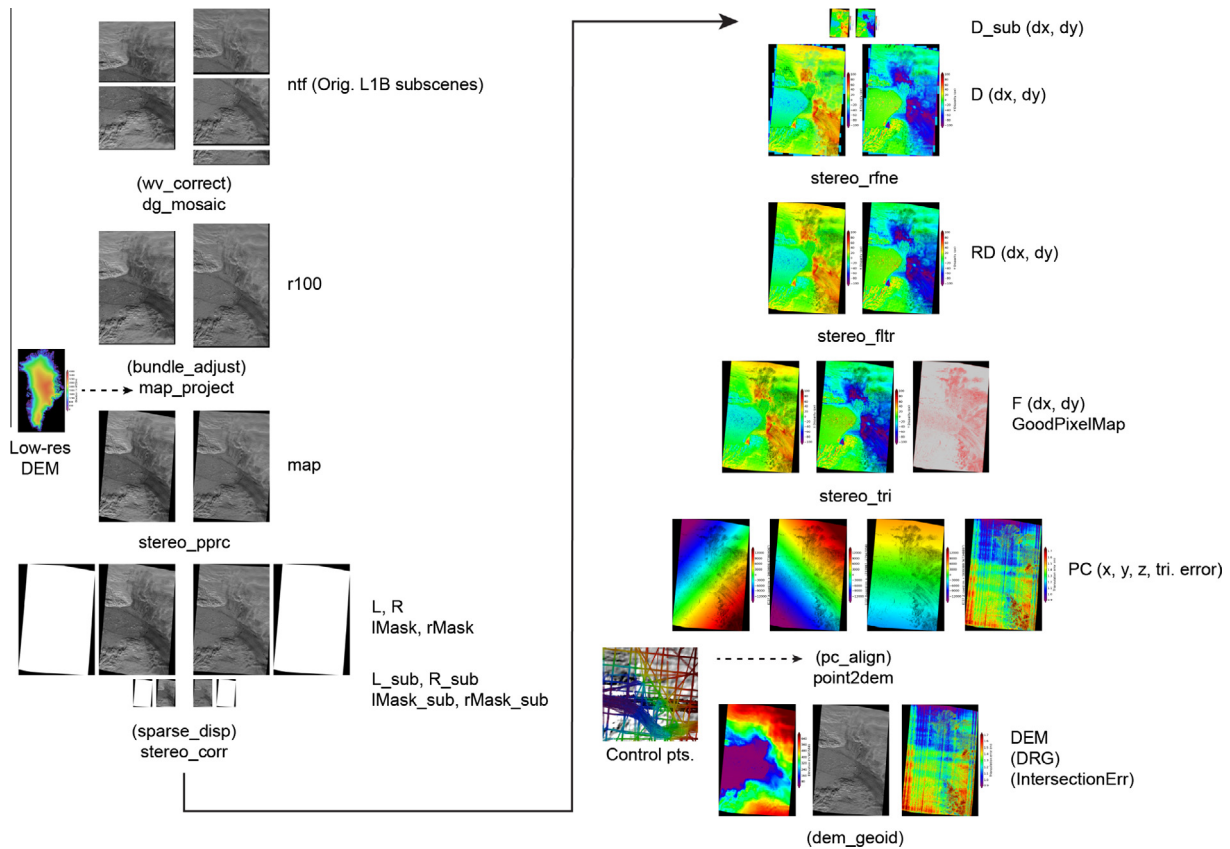 ntf (Orig. L1B subscenes)
(wv_correct)
dg_mosaic
r100
(bundle_adjust)
map_project
Low-res
DEM
map
stereo_pprc
L, R
lMask, rMask
L_sub, R_sub
lMask_sub, rMask_sub
(sparse_disp)
stereo_corr
D_sub (dx, dy)
D (dx, dy)
stereo_rfne
RD (dx, dy)
stereo_fltr
F (dx, dy)
GoodPixelMap
stereo_tri
PC (x, y, z, tri. error)
(pc_align)
point2dem
Control pts.
DEM
(DRG)
(IntersectionErr)
(dem_geoid)